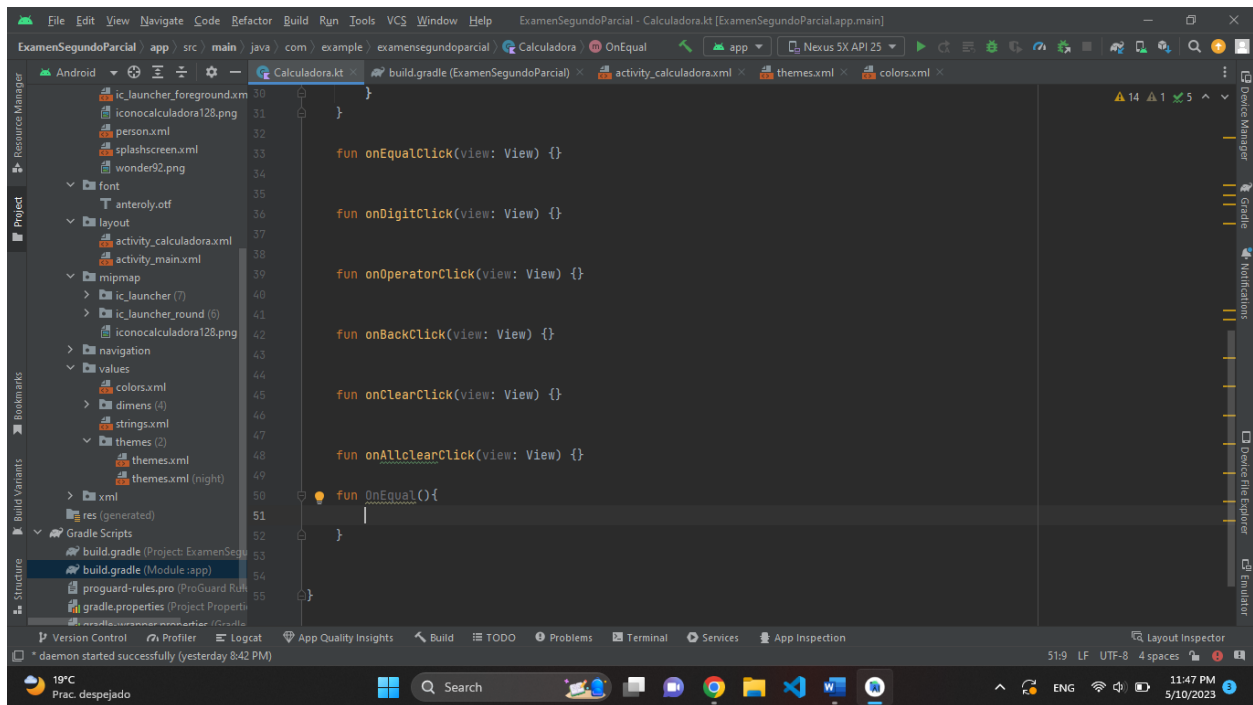 File Edit View Navigate Code Refactor Build Run Tools VCS Window Help ExamenSegundoParcial - Calculadora.kt [ExamenSegundoParcial.app.main]
ExamenSegundoParcial app src main java com example examensegundoparcial Calculadora OnEqual app Nexus 5X API 25
Android Calculadora.kt build.gradle (ExamenSegundoParcial) activity_calculadora.xml themes.xml colors.xml
14 1 5
Resource Manager
Project
Bookmarks
Build Variants
Structure
ic_launcher_foreground.xm
iconocalculadora128.png
person.xml
splashscreen.xml
wonder92.png
font
anteroly.otf
layout
activity_calculadora.xml
activity_main.xml
mipmap
ic_launcher (7)
ic_launcher_round (6)
iconocalculadora128.png
navigation
values
colors.xml
dimens (4)
strings.xml
themes (2)
themes.xml
themes.xml (night)
xml
res (generated)
Gradle Scripts
build.gradle (Project: ExamenSegu
build.gradle (Module :app)
proguard-rules.pro (ProGuard Rul
gradle.properties (Project Properti
gradle-wrapper.properties (Gradle
30 }
31 }
32
33 fun onEqualClick(view: View) {}
34
35
36 fun onDigitClick(view: View) {}
37
38
39 fun onOperatorClick(view: View) {}
40
41
42 fun onBackClick(view: View) {}
43
44
45 fun onClearClick(view: View) {}
46
47
48 fun onAllclearClick(view: View) {}
49
50 fun OnEqual(){
51
52 }
53
54
55 }
Device Manager
Gradle
Notifications
Device File Explorer
Emulator
Version Control Profiler Logcat App Quality Insights Build TODO Problems Terminal Services App Inspection Layout Inspector
* daemon started successfully (yesterday 8:42 PM) 51:9 LF UTF-8 4 spaces
19°C
Prac. despejado
Search
ENG
11:47 PM
5/10/2023
3